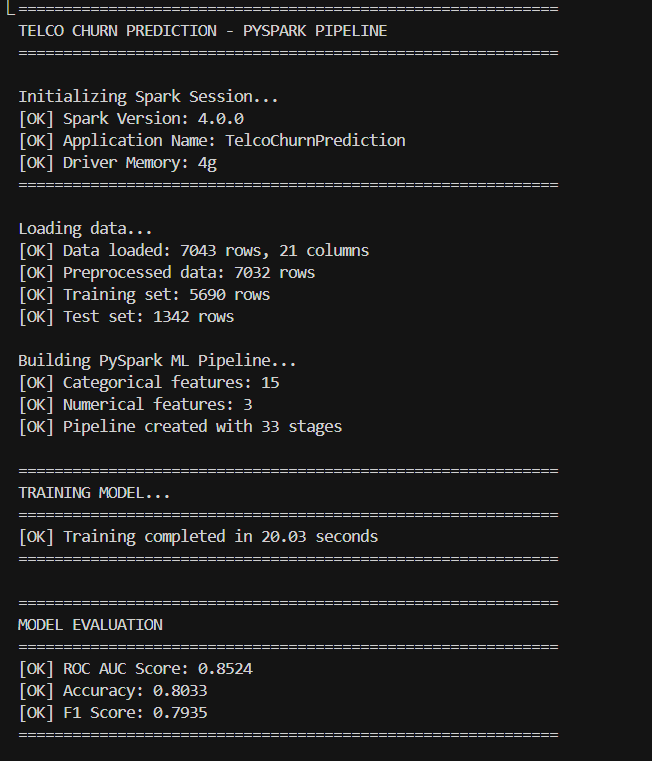 ============================================================
TELCO CHURN PREDICTION - PYSPARK PIPELINE
============================================================
Initializing Spark Session...
[OK] Spark Version: 4.0.0
[OK] Application Name: TelcoChurnPrediction
[OK] Driver Memory: 4g
============================================================
Loading data...
[OK] Data loaded: 7043 rows, 21 columns
[OK] Preprocessed data: 7032 rows
[OK] Training set: 5690 rows
[OK] Test set: 1342 rows
Building PySpark ML Pipeline...
[OK] Categorical features: 15
[OK] Numerical features: 3
[OK] Pipeline created with 33 stages
============================================================
TRAINING MODEL...
============================================================
[OK] Training completed in 20.03 seconds
============================================================
============================================================
MODEL EVALUATION
============================================================
[OK] ROC AUC Score: 0.8524
[OK] Accuracy: 0.8033
[OK] F1 Score: 0.7935
============================================================